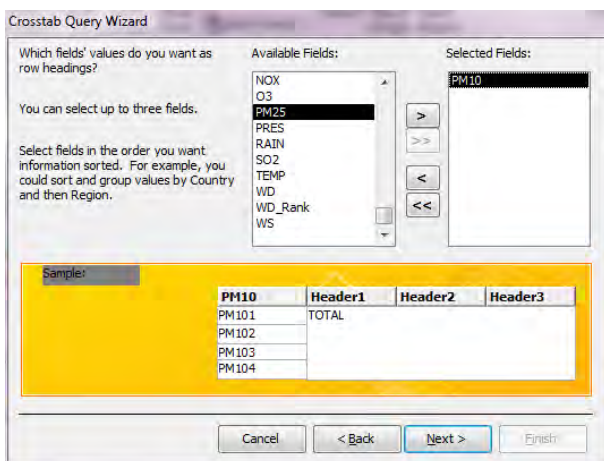 Crosstab Query Wizard
Which fields' values do you want as
row headings?
You can select up to three fields.
Select fields in the order you want
information sorted. For example, you
could sort and group values by Country
and then Region.
Available Fields:
NOX
O3
PM25
PRES
RAIN
SO2
TEMP
WD
WD_Rank
WS
>
>>
<
<<
Selected Fields:
PM10
Sample:
PM10 Header1 Header2 Header3
PM101 TOTAL
PM102
PM103
PM104
Cancel < Back Next > Finish